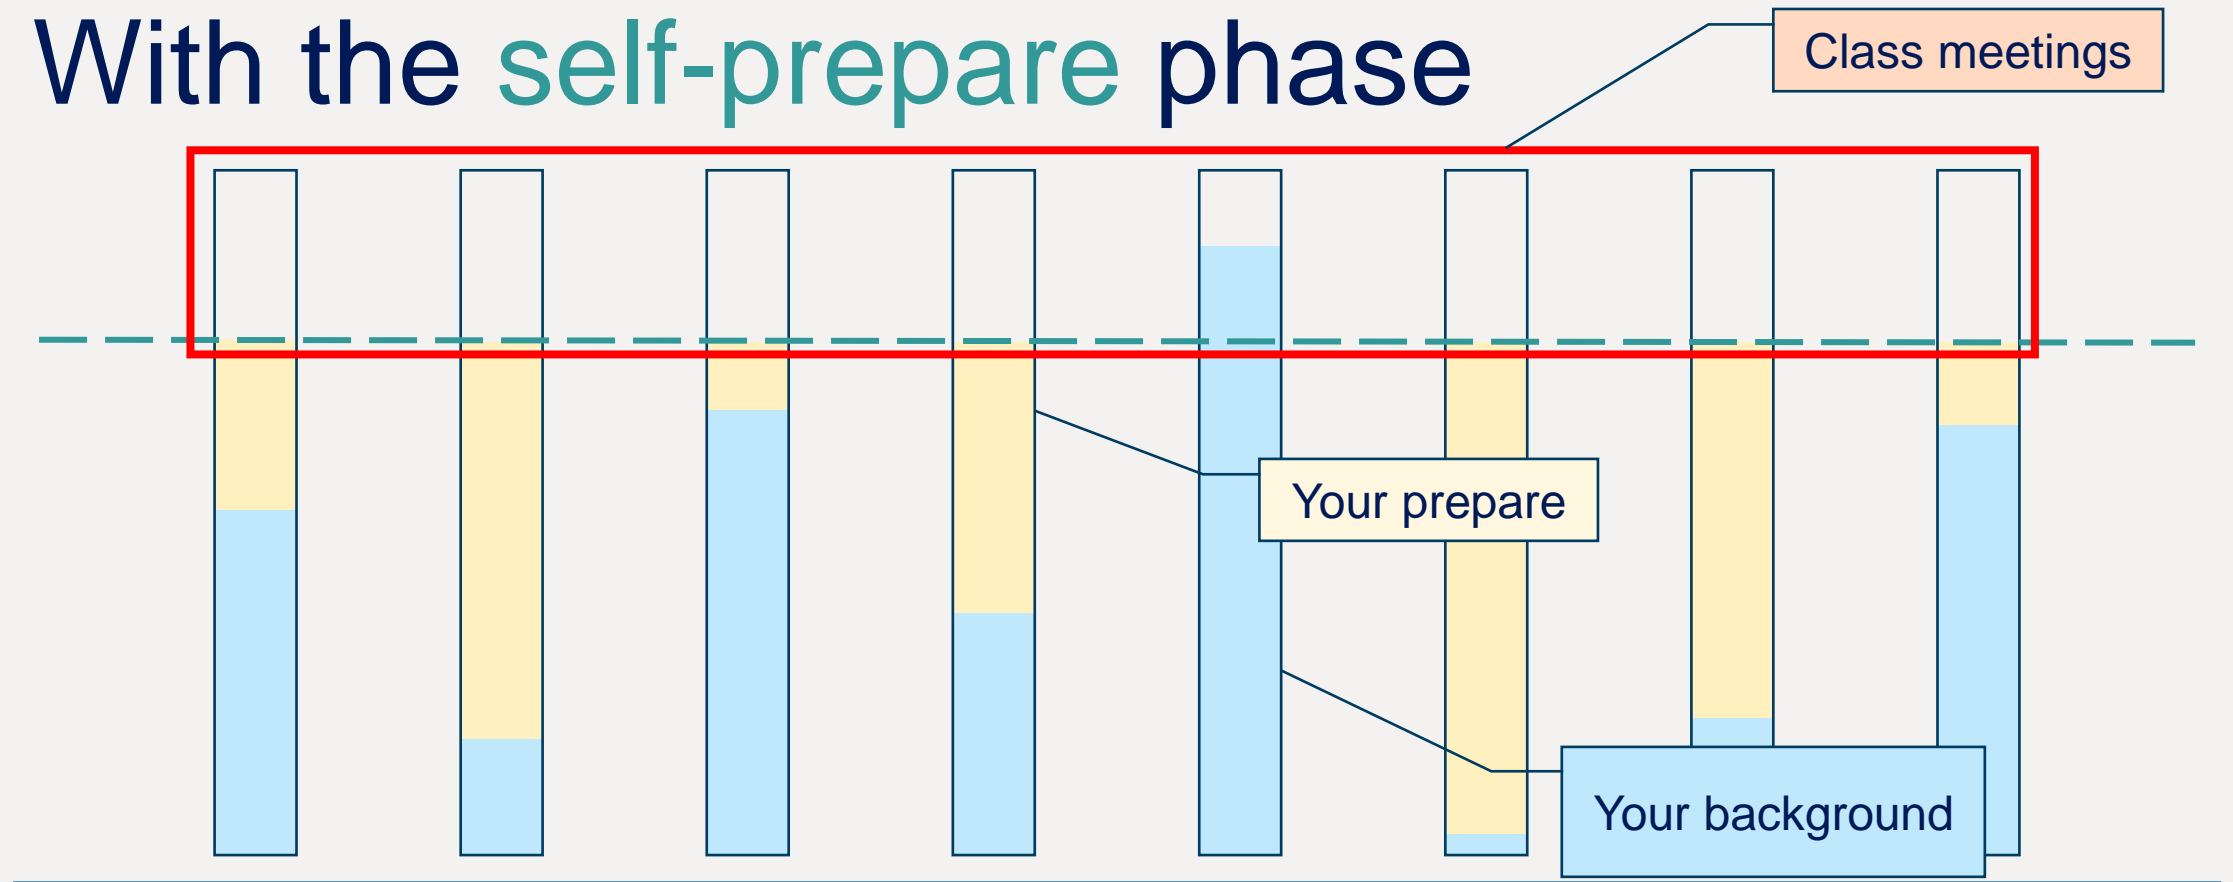 With the self-prepare phase
Class meetings
Your prepare
Your background